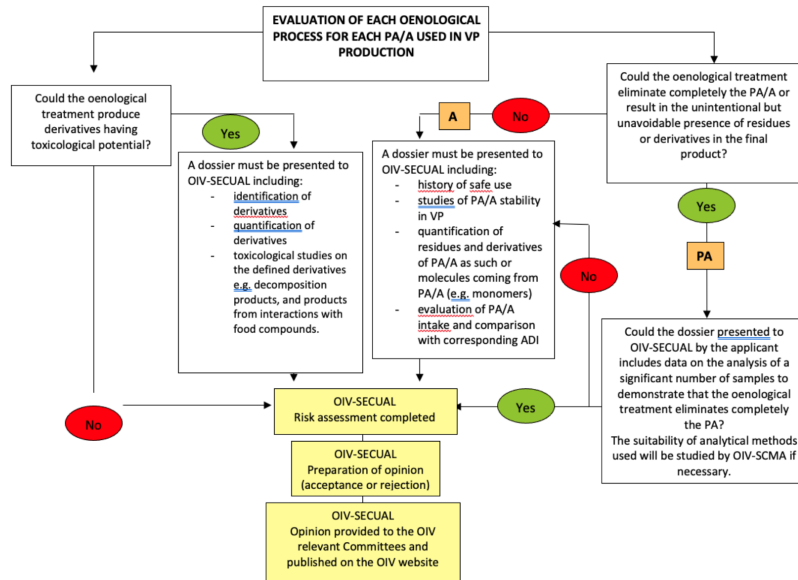 EVALUATION OF EACH OENOLOGICAL
PROCESS FOR EACH PA/A USED IN VP
PRODUCTION
Could the oenological
treatment produce
derivatives having
toxicological potential?
Yes
A dossier must be presented to
OIV-SECUAL including:
- identification of
derivatives
- quantification of
derivatives
- toxicological studies on
the defined derivatives
e.g. decomposition
products, and products
from interactions with
food compounds.
No
A
No
A dossier must be presented to
OIV-SECUAL including:
- history of safe use
- studies of PA/A stability
in VP
- quantification of
residues and derivatives
of PA/A as such or
molecules coming from
PA/A (e.g. monomers)
- evaluation of PA/A
intake and comparison
with corresponding ADI
Could the oenological treatment
eliminate completely the PA/A or
result in the unintentional but
unavoidable presence of residues
or derivatives in the final
product?
Yes
PA
No
Could the dossier presented to
OIV-SECUAL by the applicant
includes data on the analysis of a
significant number of samples to
demonstrate that the oenological
treatment eliminates completely
the PA?
The suitability of analytical methods
used will be studied by OIV-SCMA if
necessary.
Yes
OIV-SECUAL
Risk assessment completed
OIV-SECUAL
Preparation of opinion
(acceptance or rejection)
OIV-SECUAL
Opinion provided to the OIV
relevant Committees and
published on the OIV website